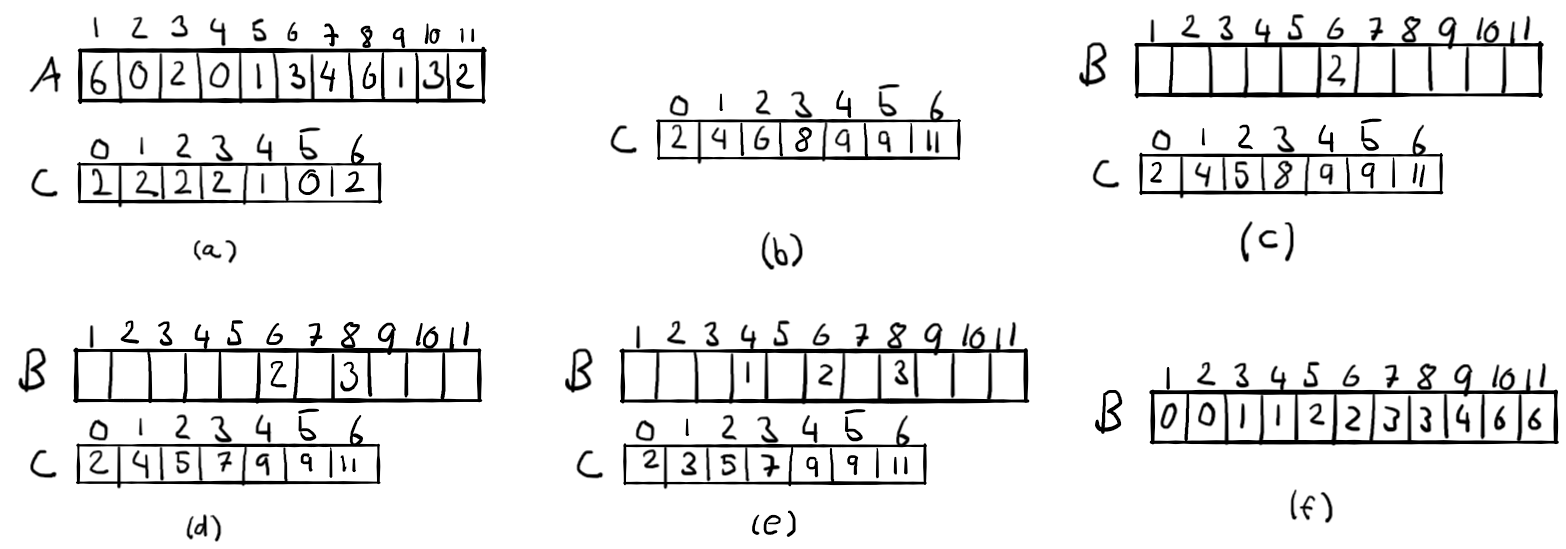 1 2 3 4 5 6 7 8 9 10 11
A 6 0 2 0 1 3 4 6 1 3 2
0 1 2 3 4 5 6
C 2 2 2 2 1 0 2
(a)
0 1 2 3 4 5 6
C 2 4 6 8 9 9 11
(b)
1 2 3 4 5 6 7 8 9 10 11
B 2
0 1 2 3 4 5 6
C 2 4 5 8 9 9 11
(c)
1 2 3 4 5 6 7 8 9 10 11
B 2 3
0 1 2 3 4 5 6
C 2 4 5 7 9 9 11
(d)
1 2 3 4 5 6 7 8 9 10 11
B 1 2 3
0 1 2 3 4 5 6
C 2 3 5 7 9 9 11
(e)
1 2 3 4 5 6 7 8 9 10 11
B 0 0 1 1 2 2 3 3 4 6 6
(f)